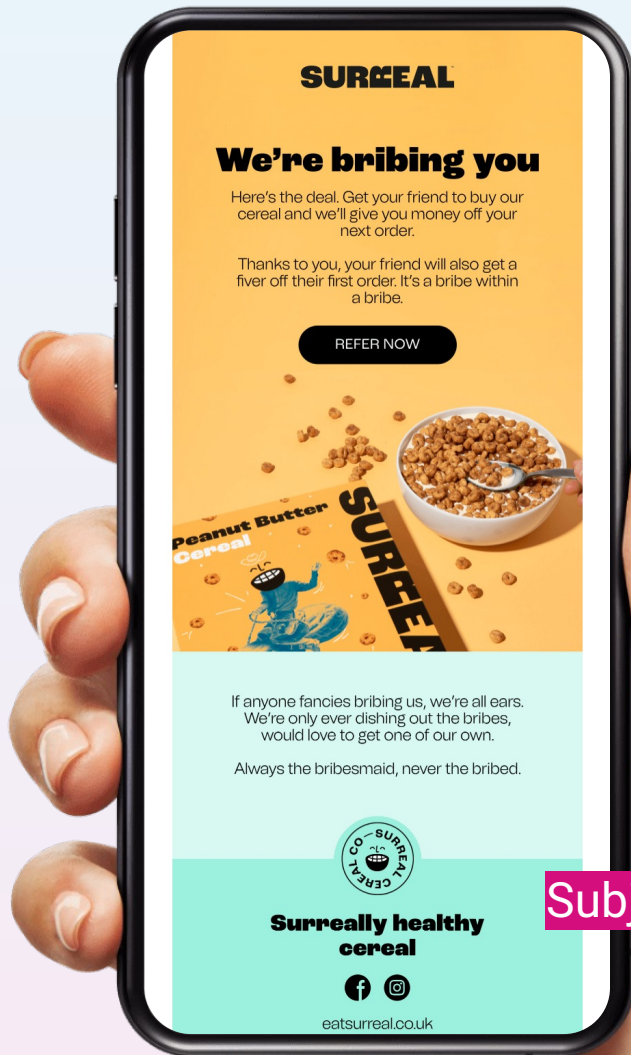 SURREAL
We're bribing you
Here's the deal. Get your friend to buy our
cereal and we'll give you money off your
next order.
Thanks to you, your friend will also get a
fiver off their first order. It's a bribe within
a bribe.
REFER NOW
Peanut Butter
Cereal
SURREA
If anyone fancies bribing us, we're all ears.
We're only ever dishing out the bribes,
would love to get one of our own.
Always the bribesmaid, never the bribed.
CO–SURREAL CEREAL
Surreally healthy
cereal
eatsurreal.co.uk
Sub